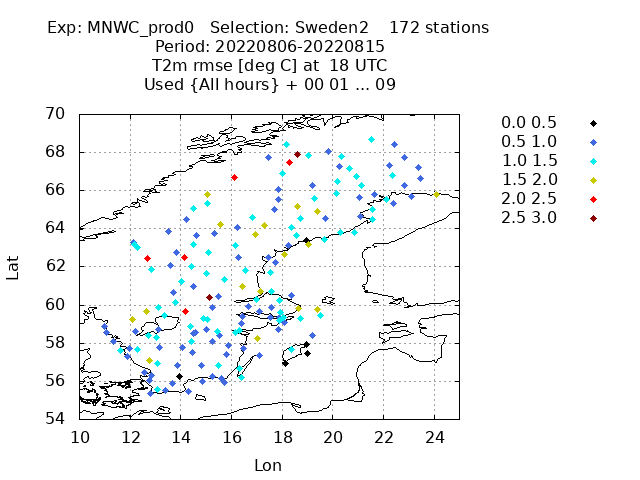 Exp: MNWC_prod0 Selection: Sweden2 172 stations
Period: 20220806-20220815
T2m rmse [deg C] at 18 UTC
Used {All hours} + 00 01 ... 09
70
68
66
64
62
60
58
56
54
10 12 14 16 18 20 22 24
Lat
Lon
0.0 0.5
0.5 1.0
1.0 1.5
1.5 2.0
2.0 2.5
2.5 3.0